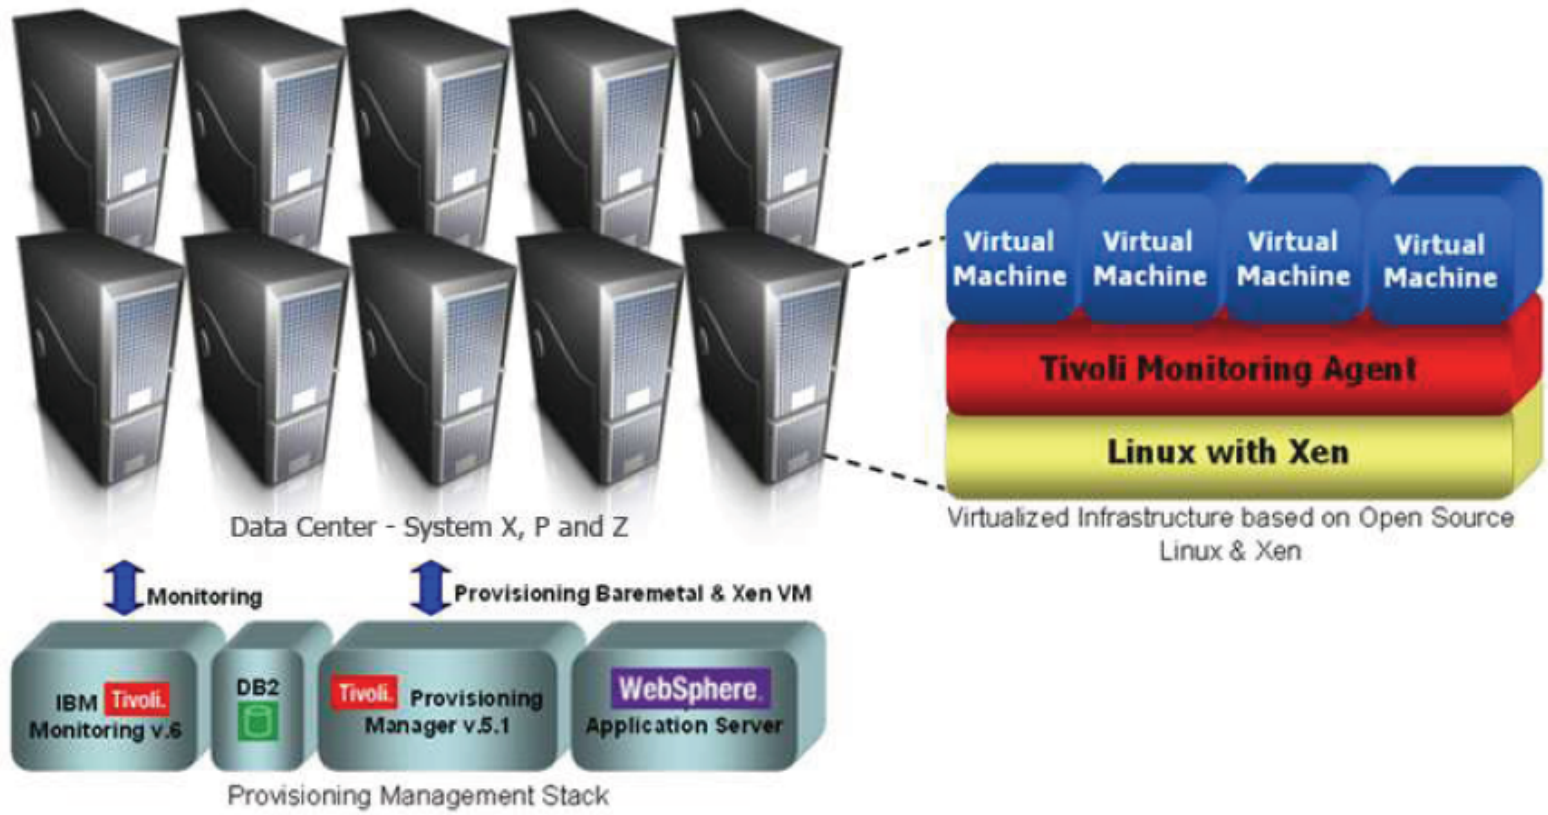 Virtual
Machine
Virtual
Machine
Virtual
Machine
Virtual
Machine
Tivoli Monitoring Agent
Linux with Xen
Virtualized Infrastructure based on Open Source
Linux & Xen
Data Center - System X, P and Z
Monitoring
Provisioning Baremetal & Xen VM
IBM Tivoli.
Monitoring v.6
DB2
Tivoli. Provisioning
Manager v.5.1
WebSphere.
Application Server
Provisioning Management Stack